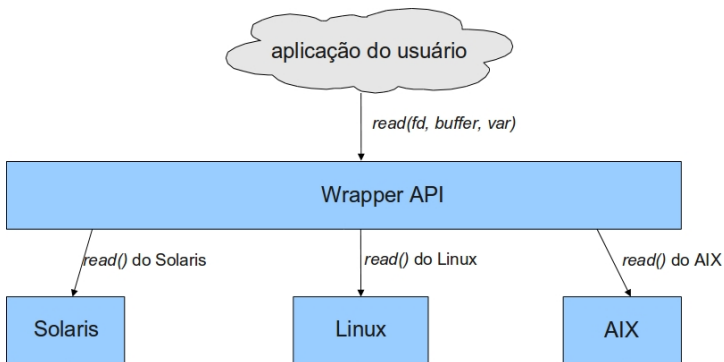 aplicação do usuário
read(fd, buffer, var)
Wrapper API
read() do Solaris
read() do Linux
read() do AIX
Solaris
Linux
AIX